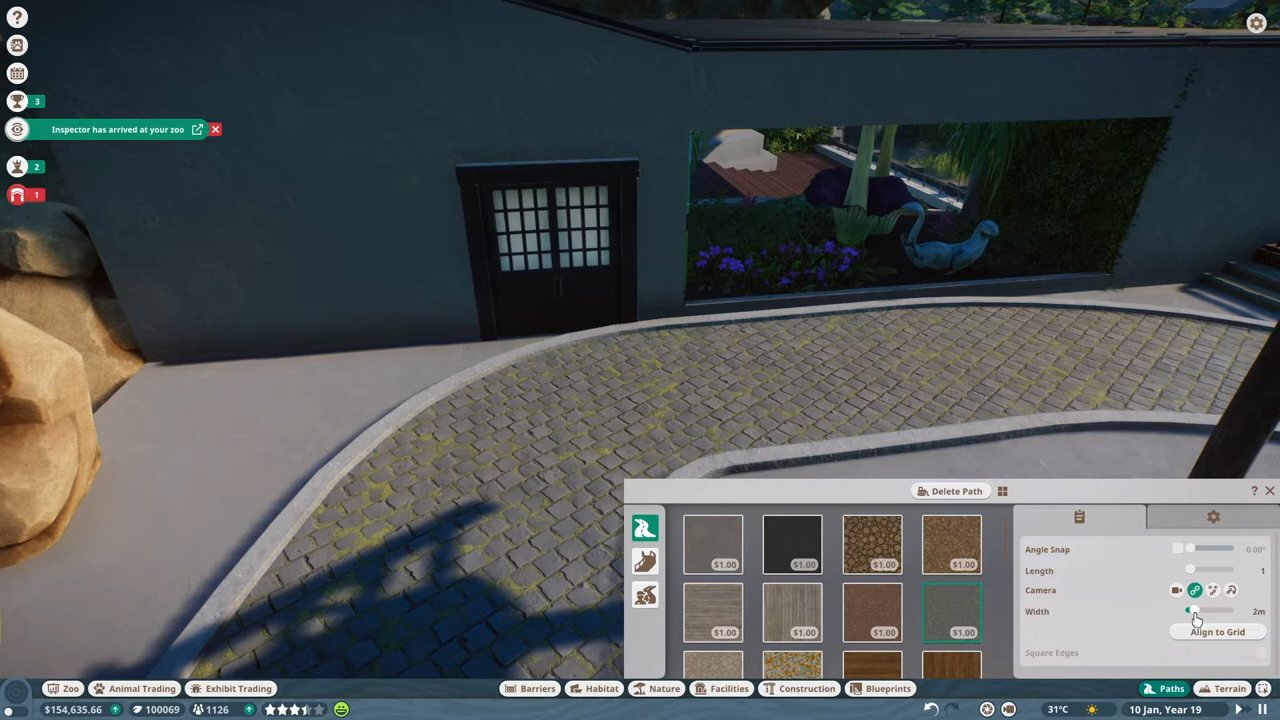 ?
3
Inspector has arrived at your zoo
2
1
Delete Path
?
$1.00 $1.00 $1.00 $1.00
$1.00 $1.00 $1.00 $1.00
Angle Snap 0.00°
Length 1
Camera
Width 2m
Align to Grid
Square Edges
Zoo Animal Trading Exhibit Trading Barriers Habitat Nature Facilities Construction Blueprints Paths Terrain
$154,635.66 100069 1126 31°C 10 Jan, Year 19